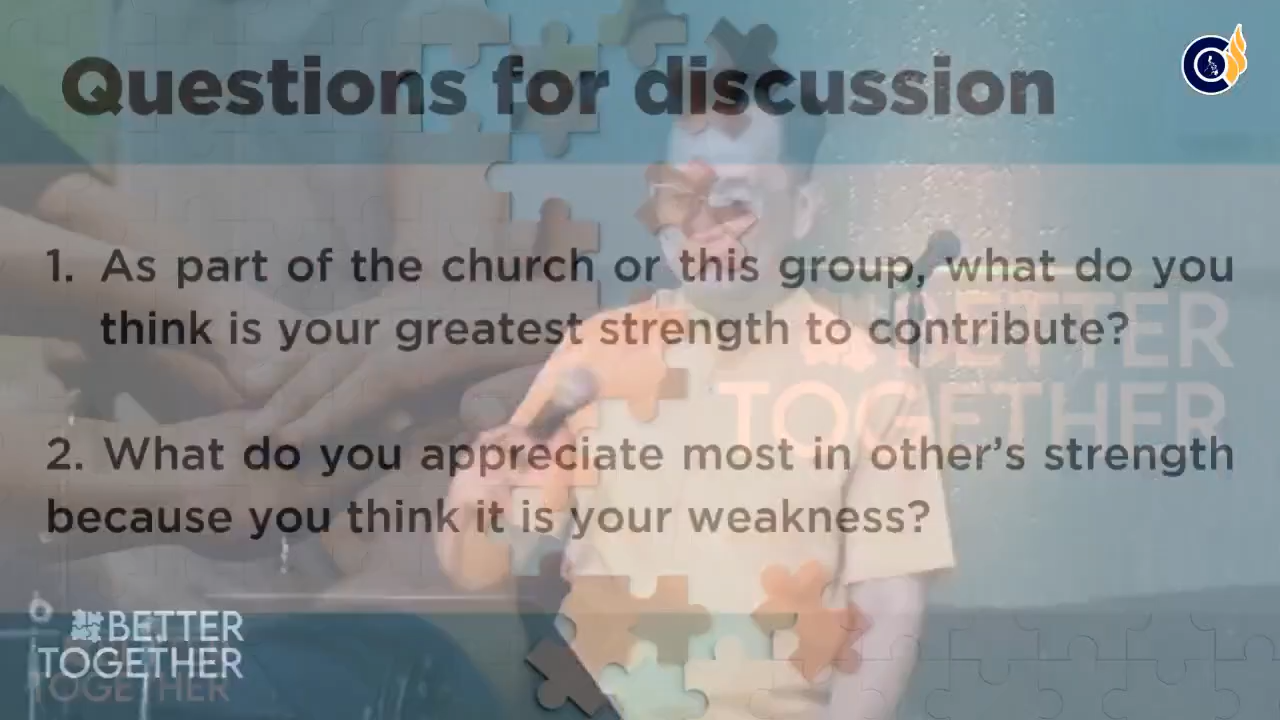 Questions for discussion
1. As part of the church or this group, what do you
think is your greatest strength to contribute?
BETTER
TOGETHER
2. What do you appreciate most in other’s strength
because you think it is your weakness?
BETTER
TOGETHER
TOGETHER